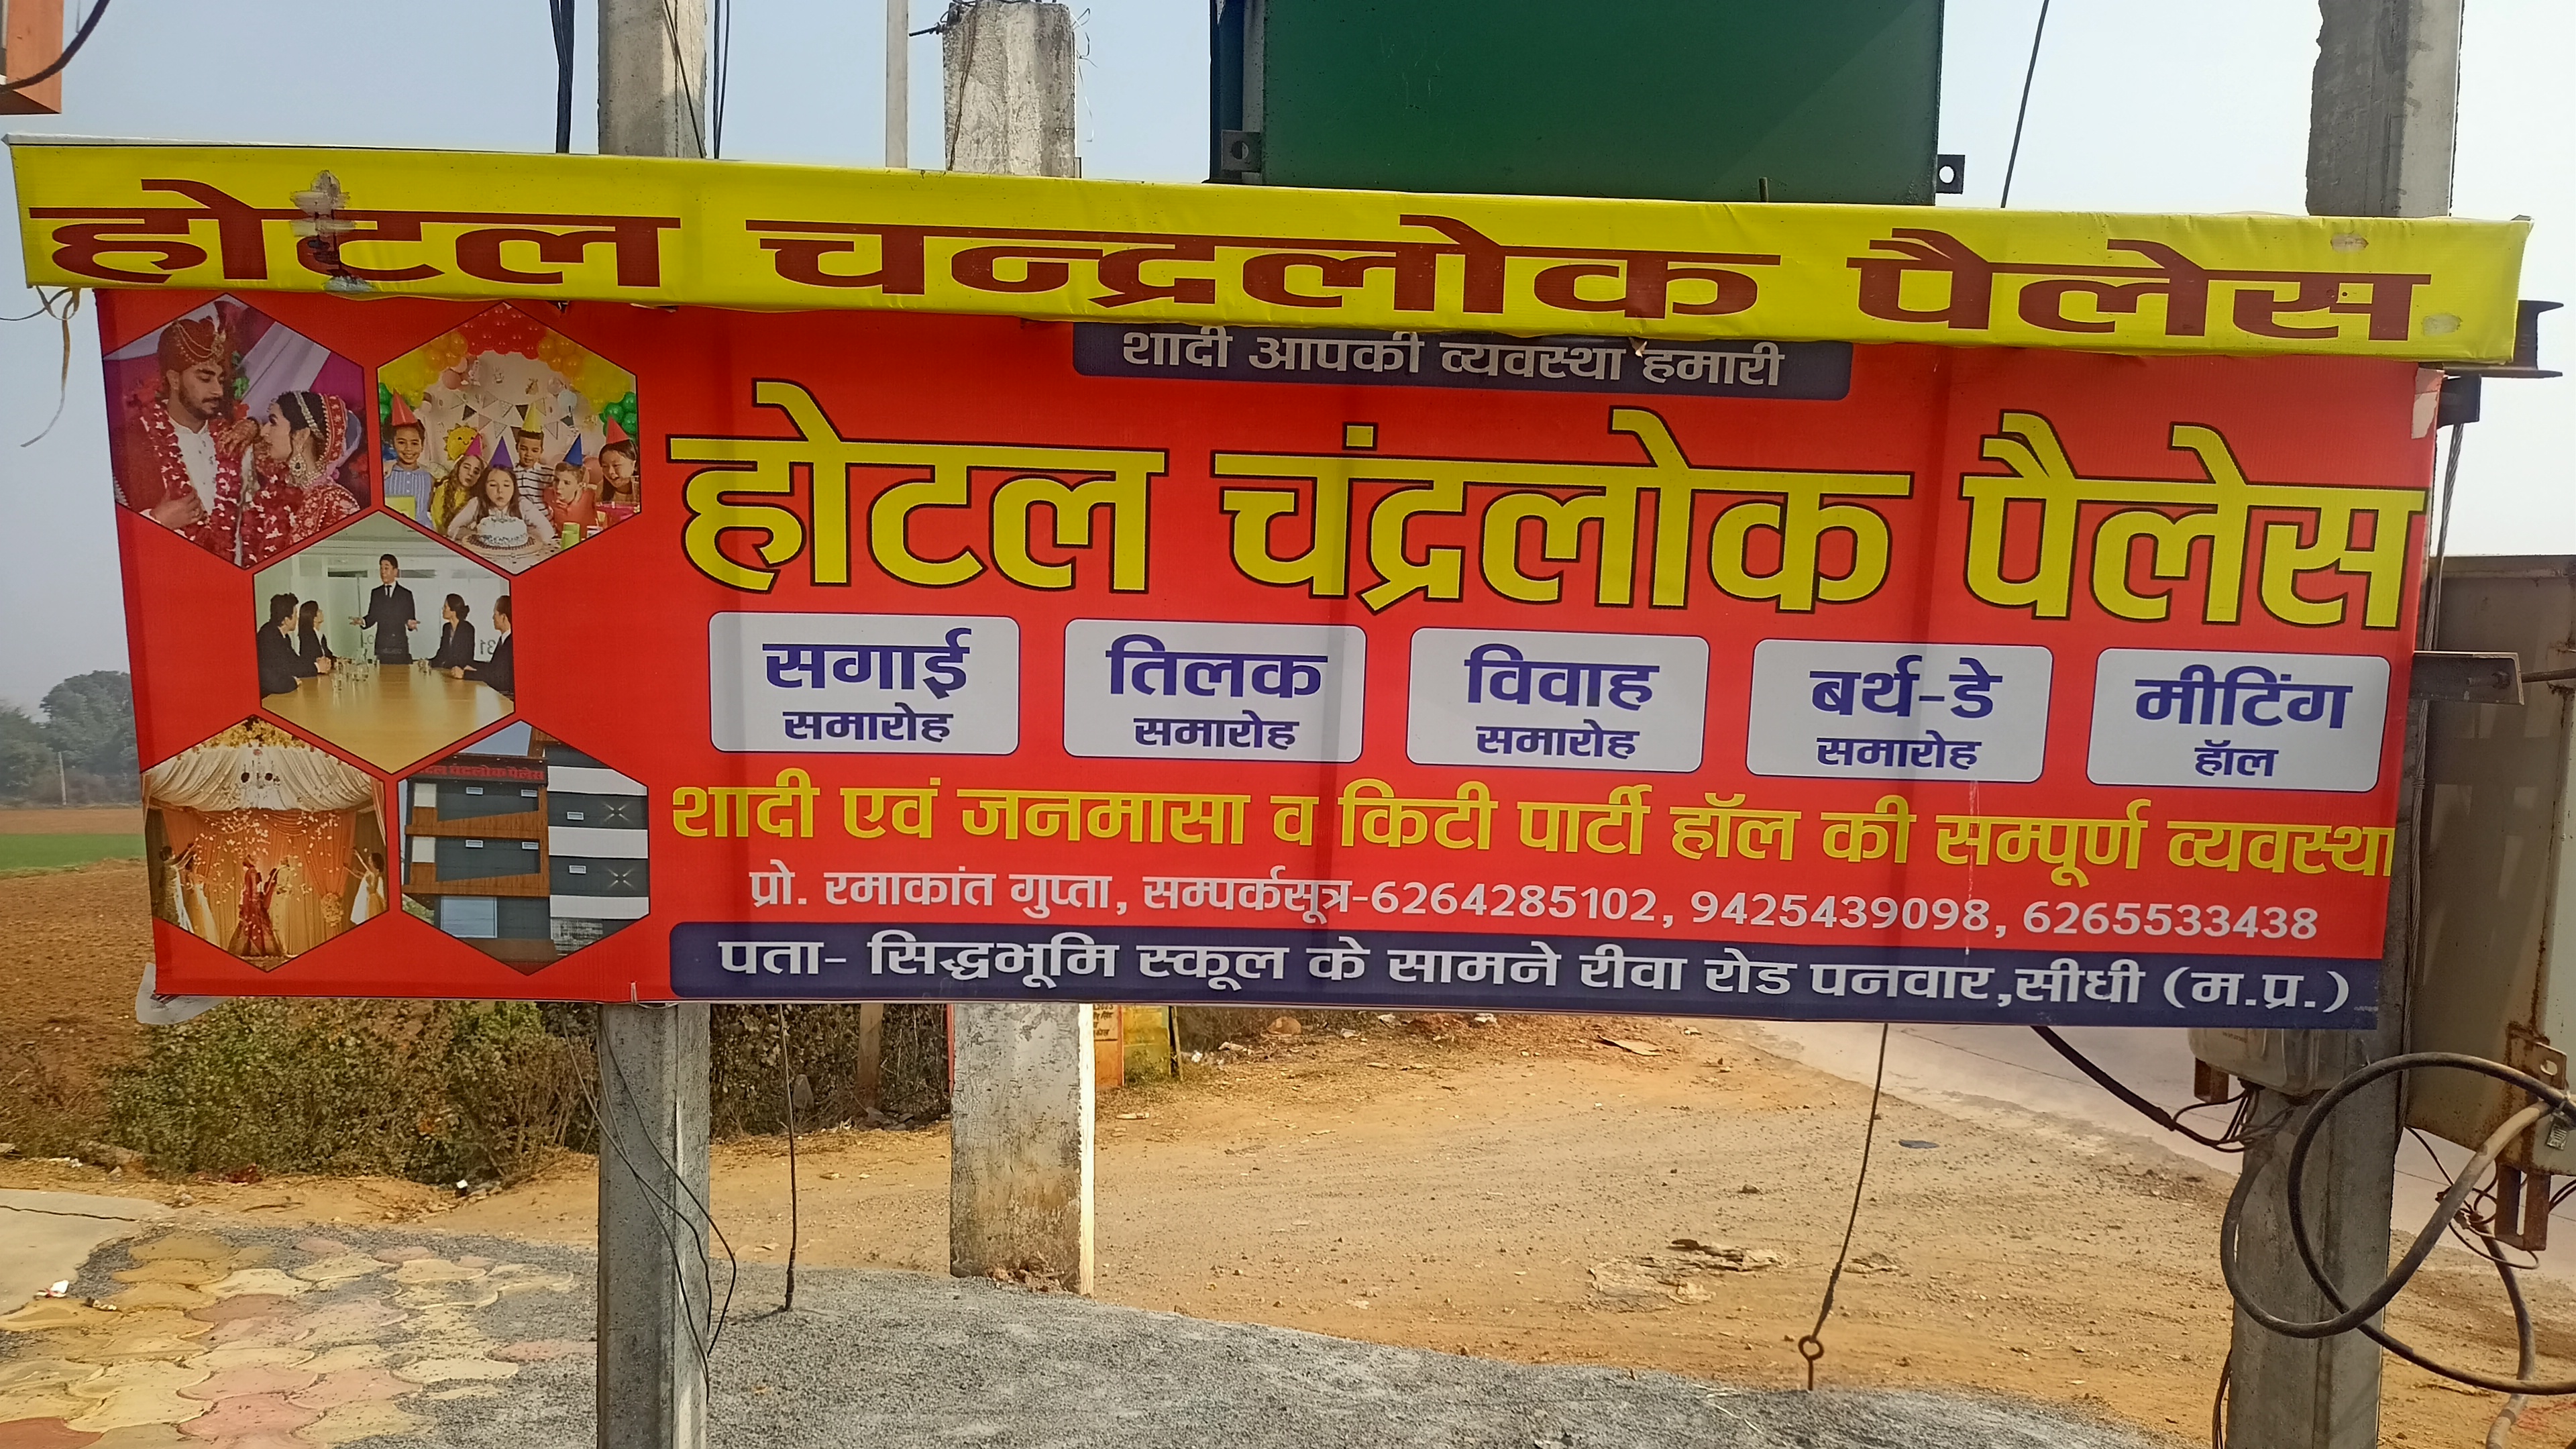 होटल चन्द्रलोक पैलेस
शादी आपकी व्यवस्था हमारी
होटल चंद्रलोक पैलेस
सगाई समारोह
तिलक समारोह
विवाह समारोह
बर्थ-डे समारोह
मीटिंग हॉल
शादी एवं जनमासा व किटी पार्टी हॉल की सम्पूर्ण व्यवस्था
प्रो. रमाकांत गुप्ता, सम्पर्कसूत्र-6264285102, 9425439098, 6265533438
पता- सिद्धभूमि स्कूल के सामने रीवा रोड पनवार,सीधी (म.प्र.)